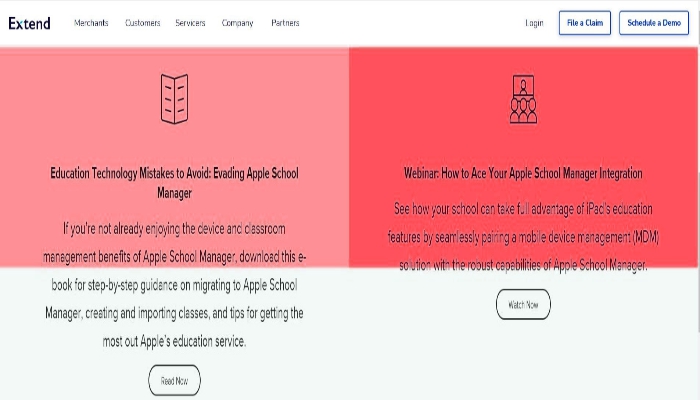 Extend Merchants Customers Servicers Company Partners Login File a Claim Schedule a Demo
Education Technology Mistakes to Avoid: Evading Apple School
Manager
If you're not already enjoying the device and classroom
management benefits of Apple School Manager, download this e-
book for step-by-step guidance on migrating to Apple School
Manager, creating and importing classes, and tips for getting the
most out Apple's education service.
Read Now
Webinar: How to Ace Your Apple School Manager Integration
See how your school can take full advantage of iPad's education
features by seamlessly pairing a mobile device management (MDM)
solution with the robust capabilities of Apple School Manager.
Watch Now